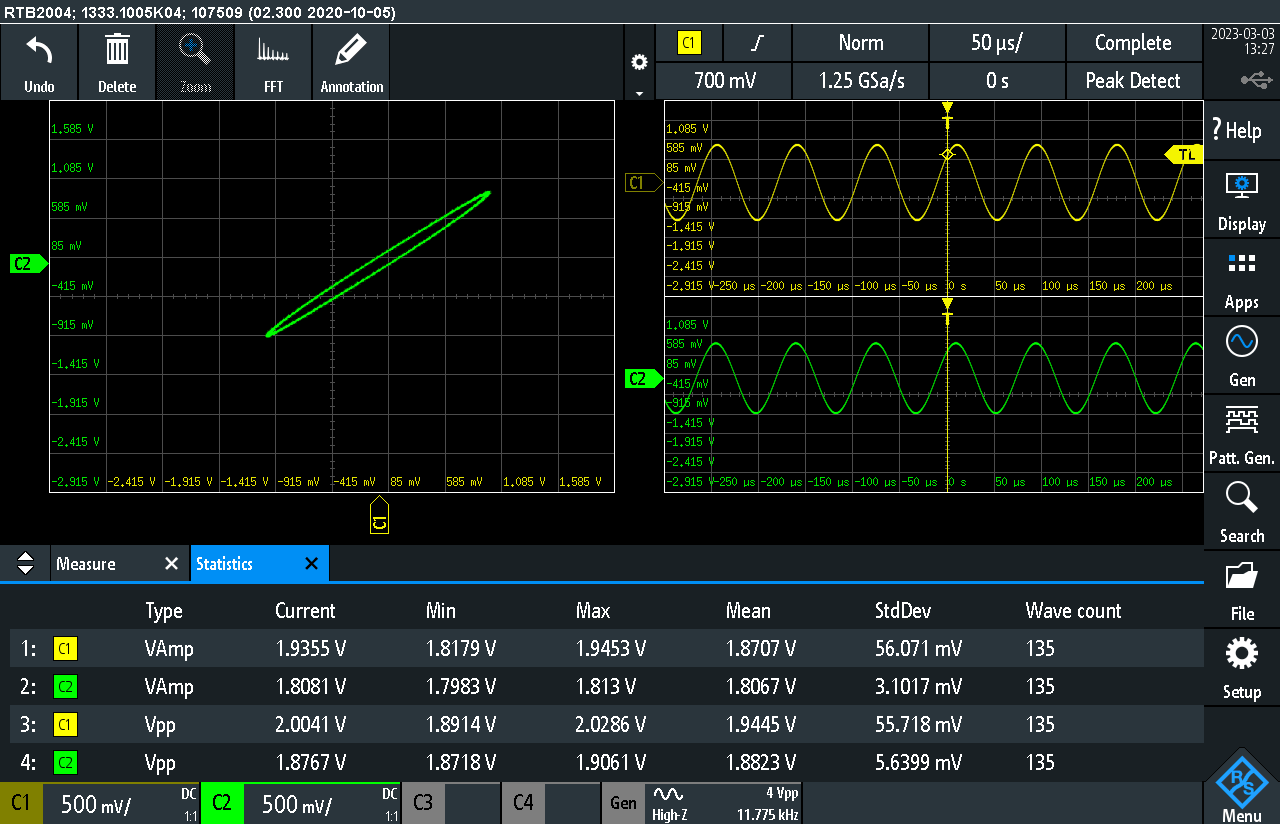 RTB2004; 1333.1005K04; 107509 (02.300 2020-10-05)
Undo
Delete
Zoom
FFT
Annotation
C1
Norm
50 µs/
Complete
700 mV
1.25 GSa/s
0 s
Peak Detect
2023-03-03
13:27
1.585 V
1.085 V
585 mV
85 mV
-415 mV
-915 mV
-1.415 V
-1.915 V
-2.415 V
-2.915 V
-2.415 V
-1.915 V
-1.415 V
-915 mV
-415 mV
85 mV
585 mV
1.085 V
1.585 V
C2
C1
C1
T
TL
1.085 V
585 mV
85 mV
-415 mV
-915 mV
-1.415 V
-1.915 V
-2.415 V
-2.915 V
-250 µs
-200 µs
-150 µs
-100 µs
-50 µs
0 s
50 µs
100 µs
150 µs
200 µs
C2
T
1.085 V
585 mV
85 mV
-415 mV
-915 mV
-1.415 V
-1.915 V
-2.415 V
-2.915 V
-250 µs
-200 µs
-150 µs
-100 µs
-50 µs
0 s
50 µs
100 µs
150 µs
200 µs
? Help
Display
Apps
Gen
Patt. Gen.
Search
File
Setup
R&S
Menu
Measure
Statistics
Type Current Min Max Mean StdDev Wave count
1: C1 VAmp 1.9355 V 1.8179 V 1.9453 V 1.8707 V 56.071 mV 135
2: C2 VAmp 1.8081 V 1.7983 V 1.813 V 1.8067 V 3.1017 mV 135
3: C1 Vpp 2.0041 V 1.8914 V 2.0286 V 1.9445 V 55.718 mV 135
4: C2 Vpp 1.8767 V 1.8718 V 1.9061 V 1.8823 V 5.6399 mV 135
C1
500 mV/
DC
1:1
C2
500 mV/
DC
1:1
C3
C4
Gen
High-Z
4 Vpp
11.775 kHz